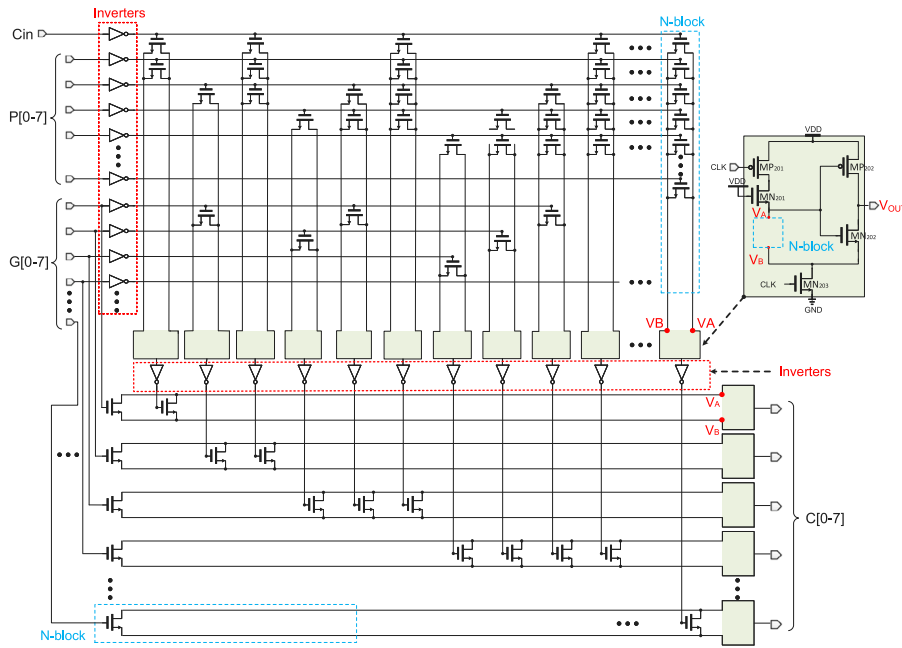 Inverters
N-block
Cin
P[0-7]
G[0-7]
VDD
CLK
MP201
MP202
VDD
MN201
VA
VOUT
MN202
N-block
VB
CLK
MN203
GND
VB
VA
Inverters
VA
VB
C[0-7]
N-block